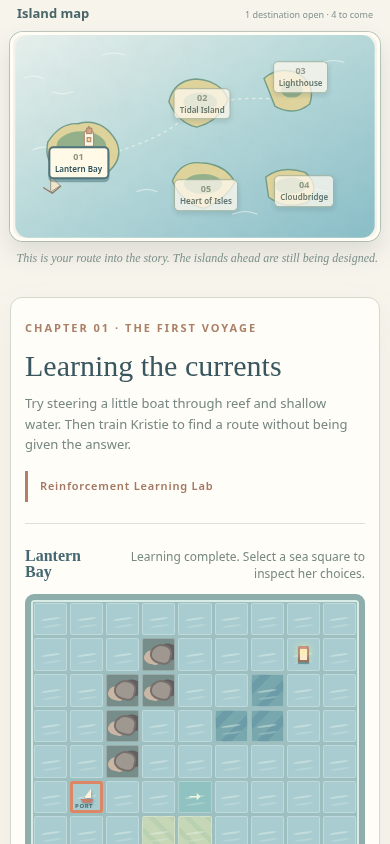 Island map
1 destination open · 4 to come
03
Lighthouse
02
Tidal Island
01
Lantern Bay
05
Heart of Isles
04
Cloudbridge
This is your route into the story. The islands ahead are still being designed.
CHAPTER 01 · THE FIRST VOYAGE
Learning the currents
Try steering a little boat through reef and shallow
water. Then train Kristie to find a route without being
given the answer.
Reinforcement Learning Lab
Lantern
Bay
Learning complete. Select a sea square to
inspect her choices.
PORT